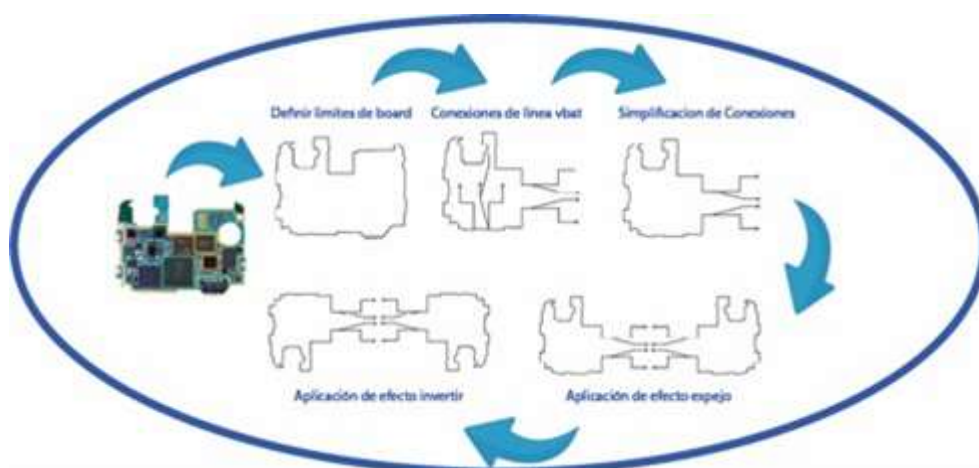 Definir limites de board
Conexiones de linea vbat
Simplificacion de Conexiones
Aplicación de efecto invertir
Aplicación de efecto espejo